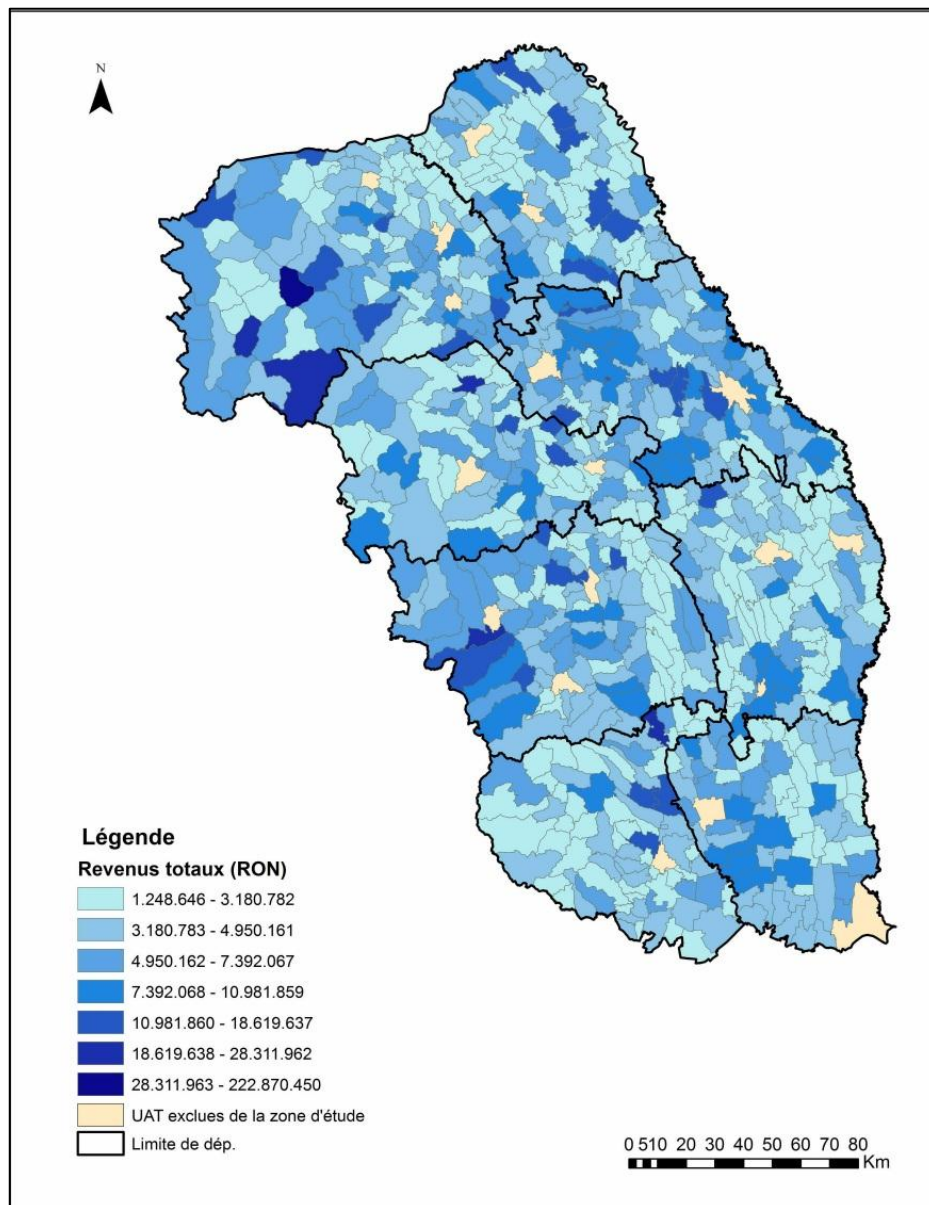 N
Légende
Revenus totaux (RON)
1.248.646 - 3.180.782
3.180.783 - 4.950.161
4.950.162 - 7.392.067
7.392.068 - 10.981.859
10.981.860 - 18.619.637
18.619.638 - 28.311.962
28.311.963 - 222.870.450
UAT exclues de la zone d'étude
Limite de dép.
0 510 20 30 40 50 60 70 80
Km